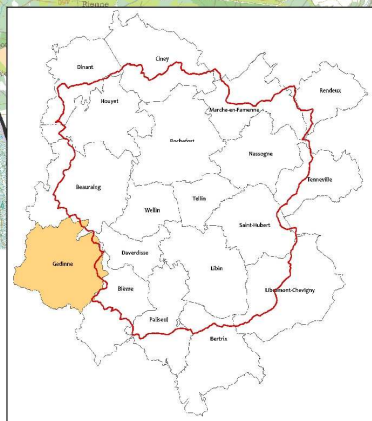 Ciney
Dinant
Rendeux
Houyet
Marche-en-Famenne
Rochefort
Nassogne
Tenneville
Beauraing
Tellin
Wellin
Saint-Hubert
Daverdisse
Gedinne
Libin
Bièvre
Libramont-Chevigny
Paliseul
Bertrix